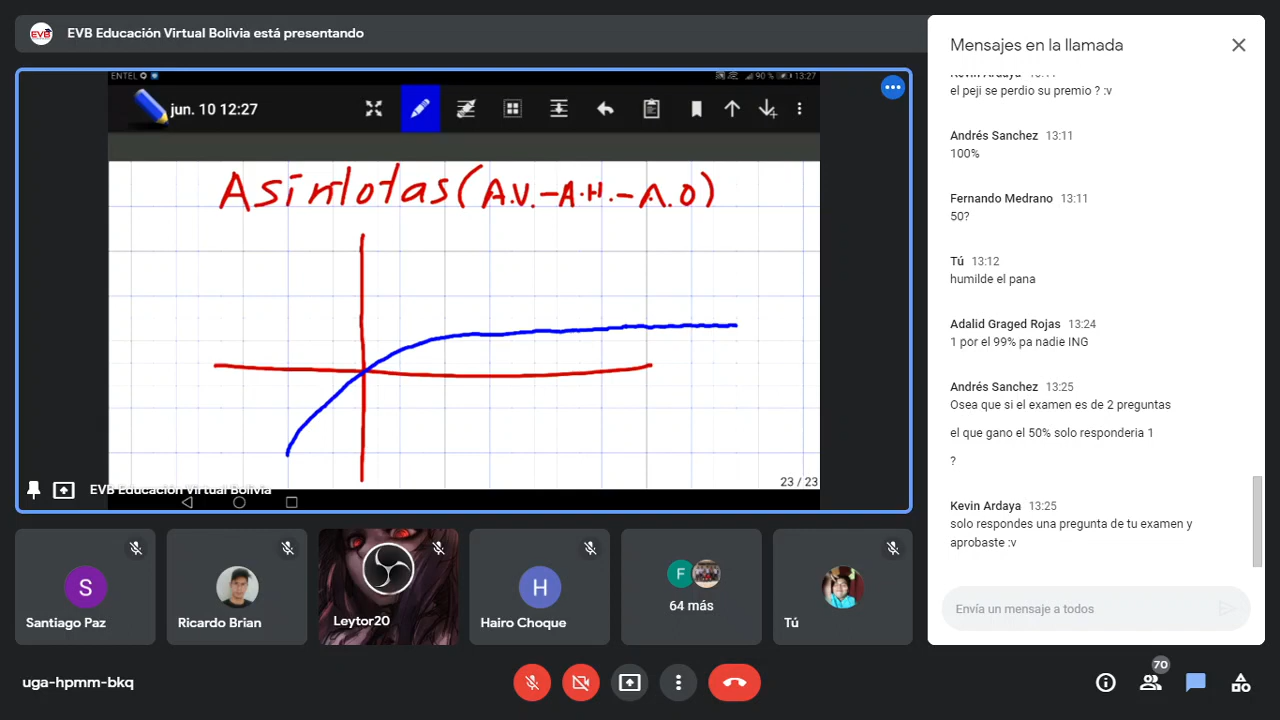 EVB
EVB Educación Virtual Bolivia está presentando
ENTEL
90 % 13:27
jun. 10 12:27
Asíntotas (A.V. - A.H. - A.O)
23 / 23
EVB Educación Virtual Bolivia
S
Santiago Paz
Ricardo Brian
Leytor20
H
Hairo Choque
F
64 más
Tú
uga-hpmm-bkq
Mensajes en la llamada
Kevin Ardaya 13:11
el peji se perdio su premio ? :v
Andrés Sanchez 13:11
100%
Fernando Medrano 13:11
50?
Tú 13:12
humilde el pana
Adalid Graged Rojas 13:24
1 por el 99% pa nadie ING
Andrés Sanchez 13:25
Osea que si el examen es de 2 preguntas
el que gano el 50% solo responderia 1
?
Kevin Ardaya 13:25
solo respondes una pregunta de tu examen y
aprobaste :v
Envía un mensaje a todos
70